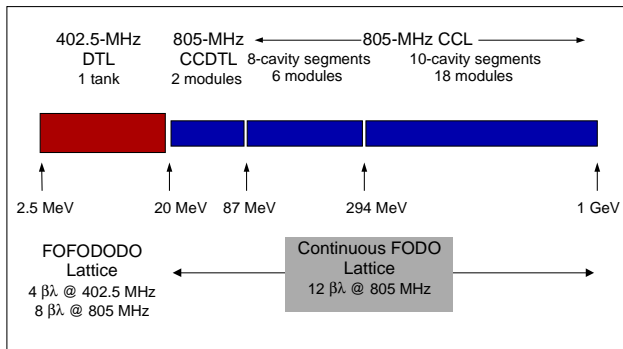 402.5-MHz
DTL
1 tank
805-MHz
CCDTL
2 modules
805-MHz CCL
8-cavity segments
6 modules
10-cavity segments
18 modules
2.5 MeV
20 MeV
87 MeV
294 MeV
1 GeV
FOFODODO
Lattice
4 βλ @ 402.5 MHz
8 βλ @ 805 MHz
Continuous FODO
Lattice
12 βλ @ 805 MHz